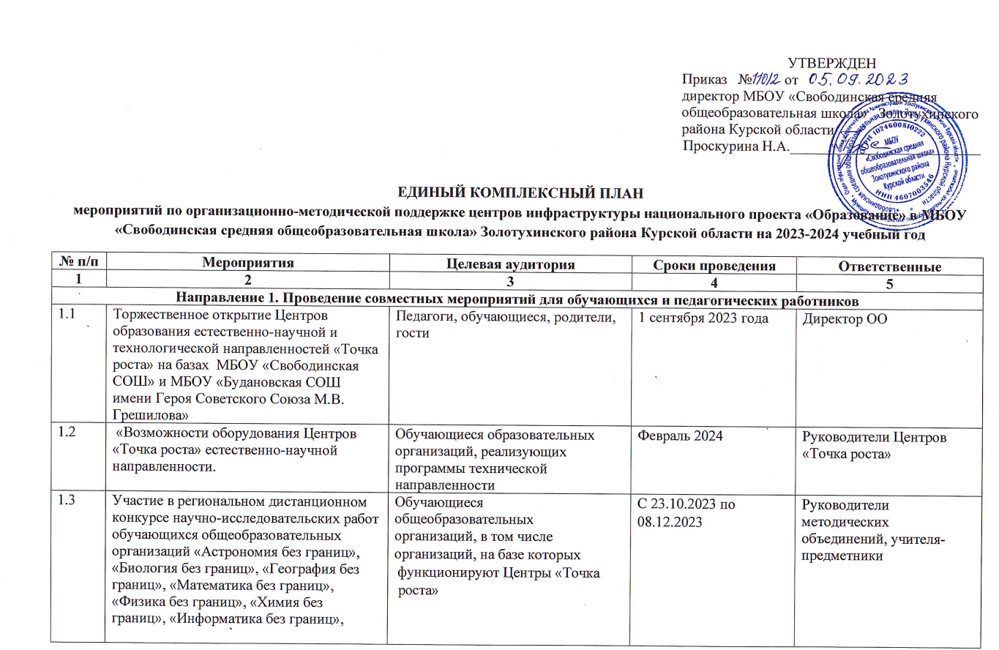 УТВЕРЖДЕН
Приказ № 110/2 от 05.09.2023
директор МБОУ «Свободинская средняя
общеобразовательная школа» Золотухинского
района Курской области
Проскурина Н.А.
ОГРН 1024600810222
МБОУ
«Свободинская средняя
общеобразовательная школа»
Золотухинского района
Курской области
ИНН 4607003546
ЕДИНЫЙ КОМПЛЕКСНЫЙ ПЛАН
мероприятий по организационно-методической поддержке центров инфраструктуры национального проекта «Образование» в МБОУ
«Свободинская средняя общеобразовательная школа» Золотухинского района Курской области на 2023-2024 учебный год
№ п/п Мероприятия Целевая аудитория Сроки проведения Ответственные
1 2 3 4 5
Направление 1. Проведение совместных мероприятий для обучающихся и педагогических работников
1.1
Торжественное открытие Центров
образования естественно-научной и
технологической направленностей «Точка
роста» на базах МБОУ «Свободинская
СОШ» и МБОУ «Будановская СОШ
имени Героя Советского Союза М.В.
Грешилова»
Педагоги, обучающиеся, родители,
гости
1 сентября 2023 года
Директор ОО
1.2
«Возможности оборудования Центров
«Точка роста» естественно-научной
направленности.
Обучающиеся образовательных
организаций, реализующих
программы технической
направленности
Февраль 2024
Руководители Центров
«Точка роста»
1.3
Участие в региональном дистанционном
конкурсе научно-исследовательских работ
обучающихся общеобразовательных
организаций «Астрономия без границ»,
«Биология без границ», «География без
границ», «Математика без границ»,
«Физика без границ», «Химия без
границ», «Информатика без границ»,
Обучающиеся
общеобразовательных
организаций, в том числе
организаций, на базе которых
функционируют Центры «Точка
роста»
С 23.10.2023 по
08.12.2023
Руководители
методических
объединений, учителя-
предметники